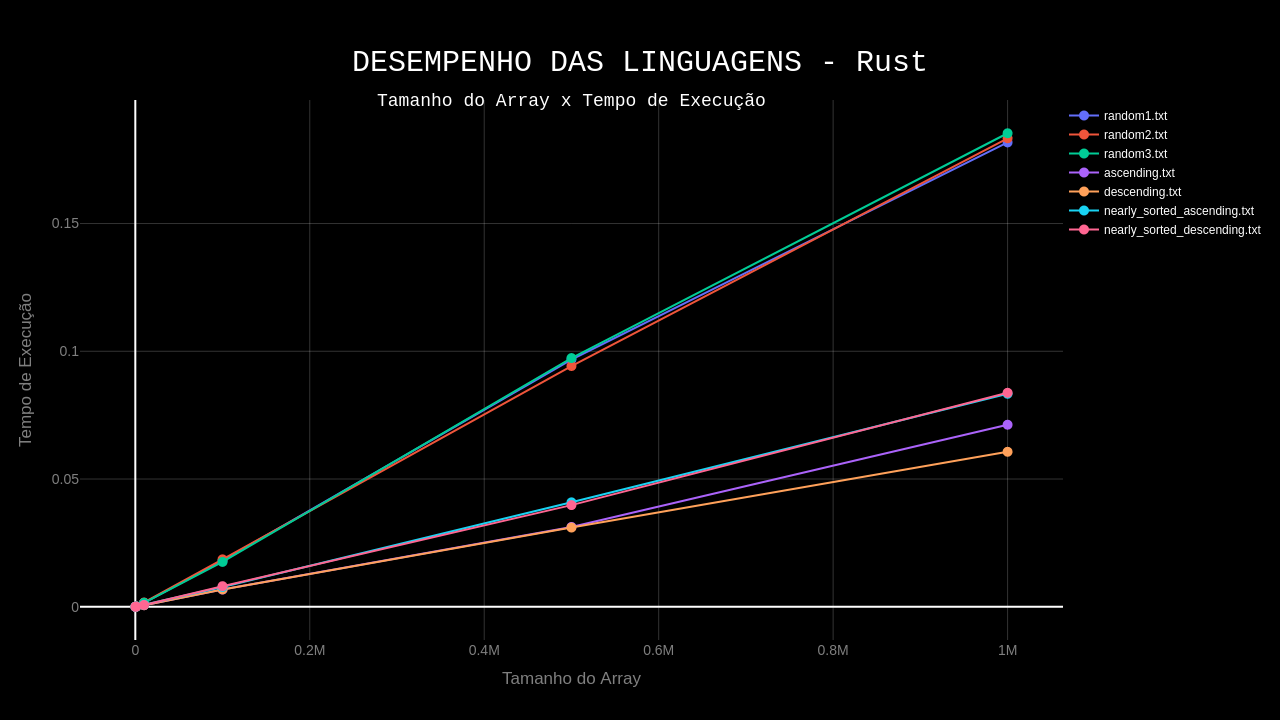 DESEMPENHO DAS LINGUAGENS - Rust
Tamanho do Array x Tempo de Execução
random1.txt
random2.txt
random3.txt
ascending.txt
descending.txt
nearly_sorted_ascending.txt
nearly_sorted_descending.txt
Tempo de Execução
0.15
0.1
0.05
0
0
0.2M
0.4M
0.6M
0.8M
1M
Tamanho do Array